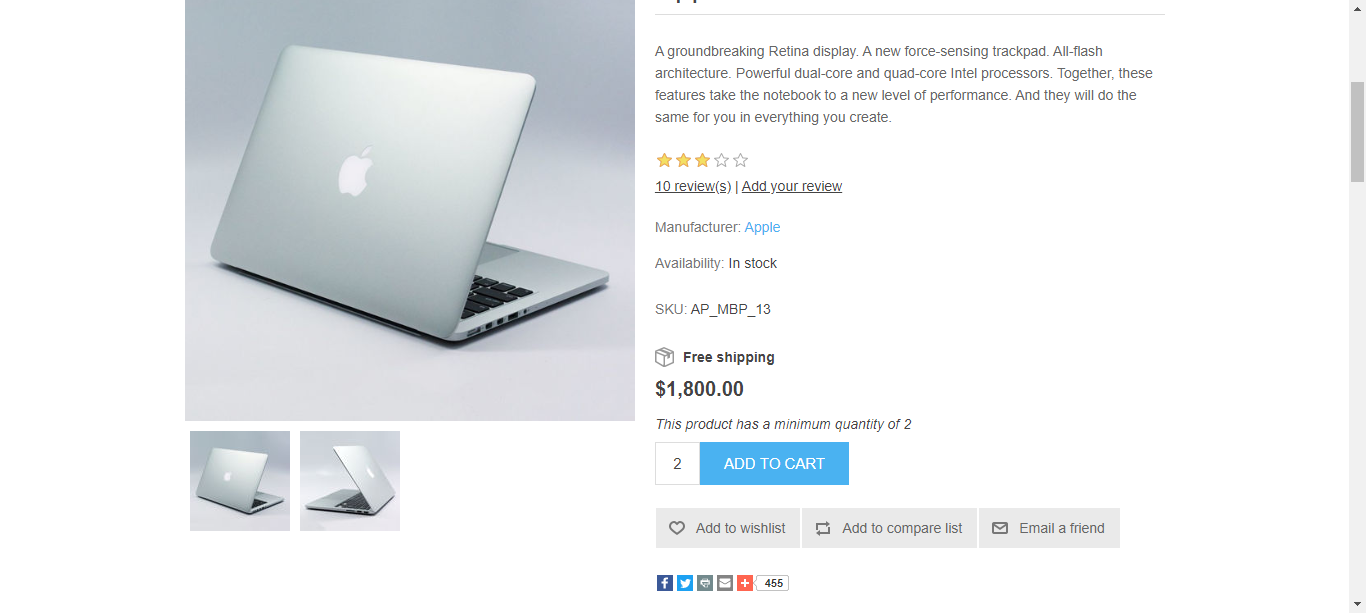 A groundbreaking Retina display. A new force-sensing trackpad. All-flash
architecture. Powerful dual-core and quad-core Intel processors. Together, these
features take the notebook to a new level of performance. And they will do the
same for you in everything you create.
10 review(s) | Add your review
Manufacturer: Apple
Availability: In stock
SKU: AP_MBP_13
Free shipping
$1,800.00
This product has a minimum quantity of 2
2 ADD TO CART
Add to wishlist Add to compare list Email a friend
455